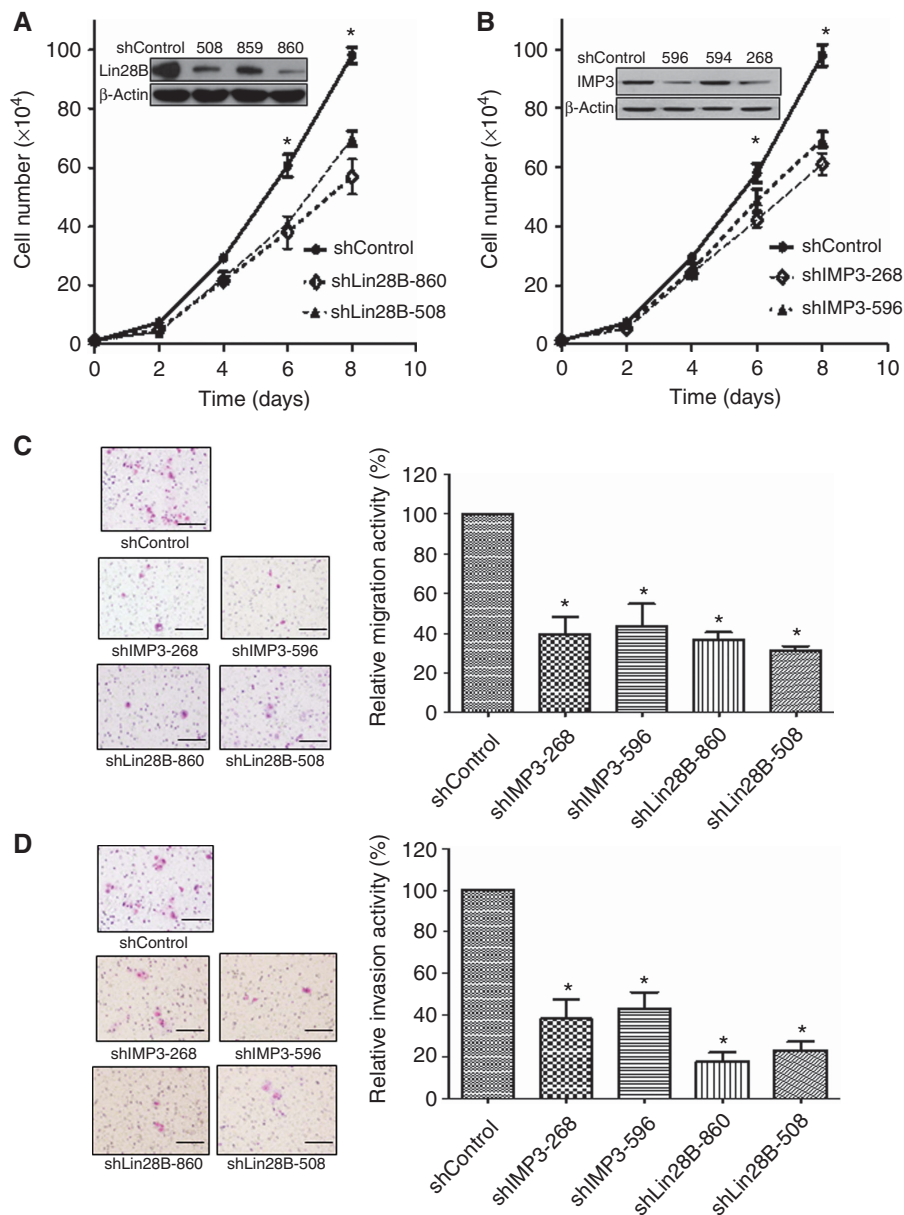 A
Cell number (×10⁴)
100
80
60
40
20
0
shControl 508 859 860
Lin28B
β-Actin
*
*
shControl
shLin28B-860
shLin28B-508
0 2 4 6 8 10
Time (days)
B
Cell number (×10⁴)
100
80
60
40
20
0
shControl 596 594 268
IMP3
β-Actin
*
*
shControl
shIMP3-268
shIMP3-596
0 2 4 6 8 10
Time (days)
C
shControl
shIMP3-268 shIMP3-596
shLin28B-860 shLin28B-508
Relative migration activity (%)
120
100
80
60
40
20
0
* * * *
shControl
shIMP3-268
shIMP3-596
shLin28B-860
shLin28B-508
D
shControl
shIMP3-268 shIMP3-596
shLin28B-860 shLin28B-508
Relative invasion activity (%)
120
100
80
60
40
20
0
* * * *
shControl
shIMP3-268
shIMP3-596
shLin28B-860
shLin28B-508